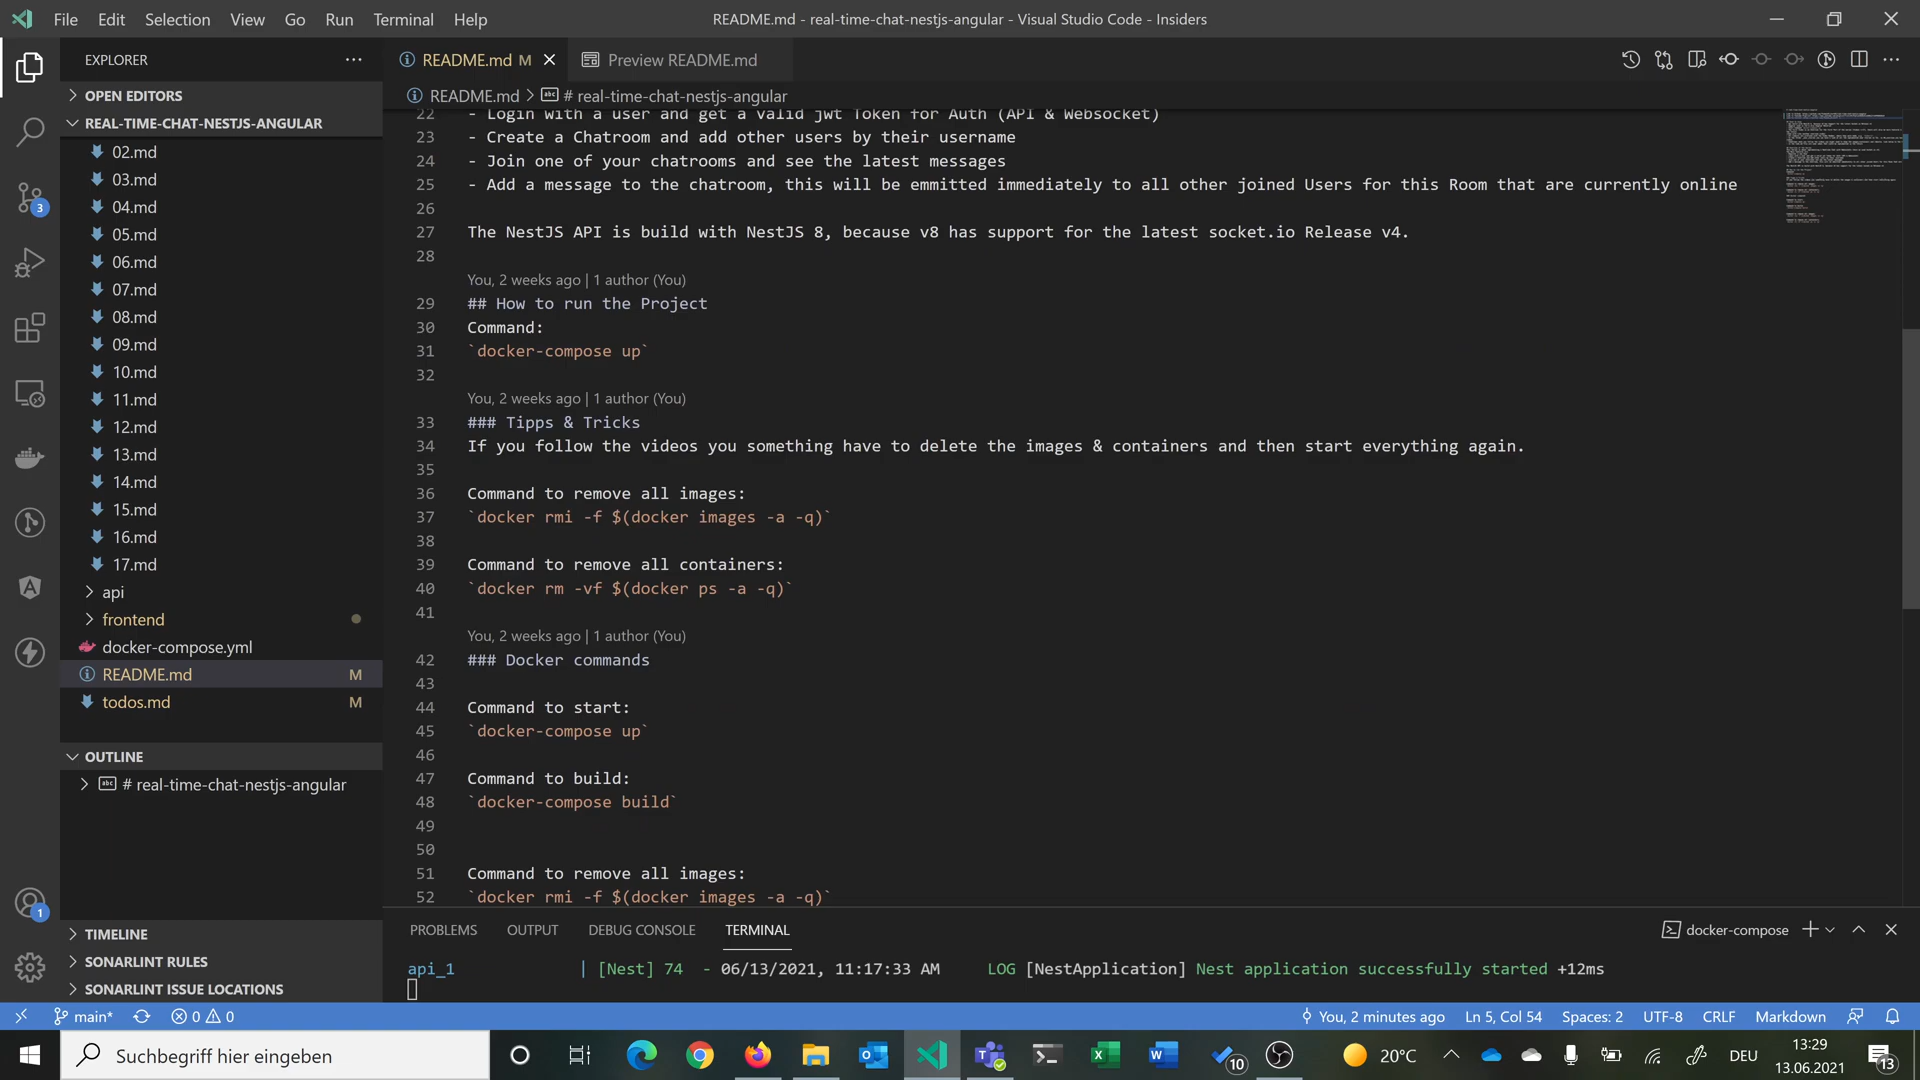 File Edit Selection View Go Run Terminal Help
README.md - real-time-chat-nestjs-angular - Visual Studio Code - Insiders
EXPLORER
README.md M
Preview README.md
OPEN EDITORS
README.md > # real-time-chat-nestjs-angular
REAL-TIME-CHAT-NESTJS-ANGULAR
02.md
03.md
04.md
05.md
06.md
07.md
08.md
09.md
10.md
11.md
12.md
13.md
14.md
15.md
16.md
17.md
api
frontend
docker-compose.yml
README.md M
todos.md M
OUTLINE
# real-time-chat-nestjs-angular
TIMELINE
SONARLINT RULES
SONARLINT ISSUE LOCATIONS
3
1
22 - Login with a user and get a valid jwt Token for Auth (API & Websocket)
23 - Create a Chatroom and add other users by their username
24 - Join one of your chatrooms and see the latest messages
25 - Add a message to the chatroom, this will be emmitted immediately to all other joined Users for this Room that are currently online
26
27 The NestJS API is build with NestJS 8, because v8 has support for the latest socket.io Release v4.
28
You, 2 weeks ago | 1 author (You)
29 ## How to run the Project
30 Command:
31 `docker-compose up`
32
You, 2 weeks ago | 1 author (You)
33 ### Tipps & Tricks
34 If you follow the videos you something have to delete the images & containers and then start everything again.
35
36 Command to remove all images:
37 `docker rmi -f $(docker images -a -q)`
38
39 Command to remove all containers:
40 `docker rm -vf $(docker ps -a -q)`
41
You, 2 weeks ago | 1 author (You)
42 ### Docker commands
43
44 Command to start:
45 `docker-compose up`
46
47 Command to build:
48 `docker-compose build`
49
50
51 Command to remove all images:
52 `docker rmi -f $(docker images -a -q)`
PROBLEMS OUTPUT DEBUG CONSOLE TERMINAL
docker-compose
api_1 | [Nest] 74 - 06/13/2021, 11:17:33 AM LOG [NestApplication] Nest application successfully started +12ms
main* 0 0
You, 2 minutes ago Ln 5, Col 54 Spaces: 2 UTF-8 CRLF Markdown
Suchbegriff hier eingeben
10
20°C
DEU
13:29
13.06.2021
13